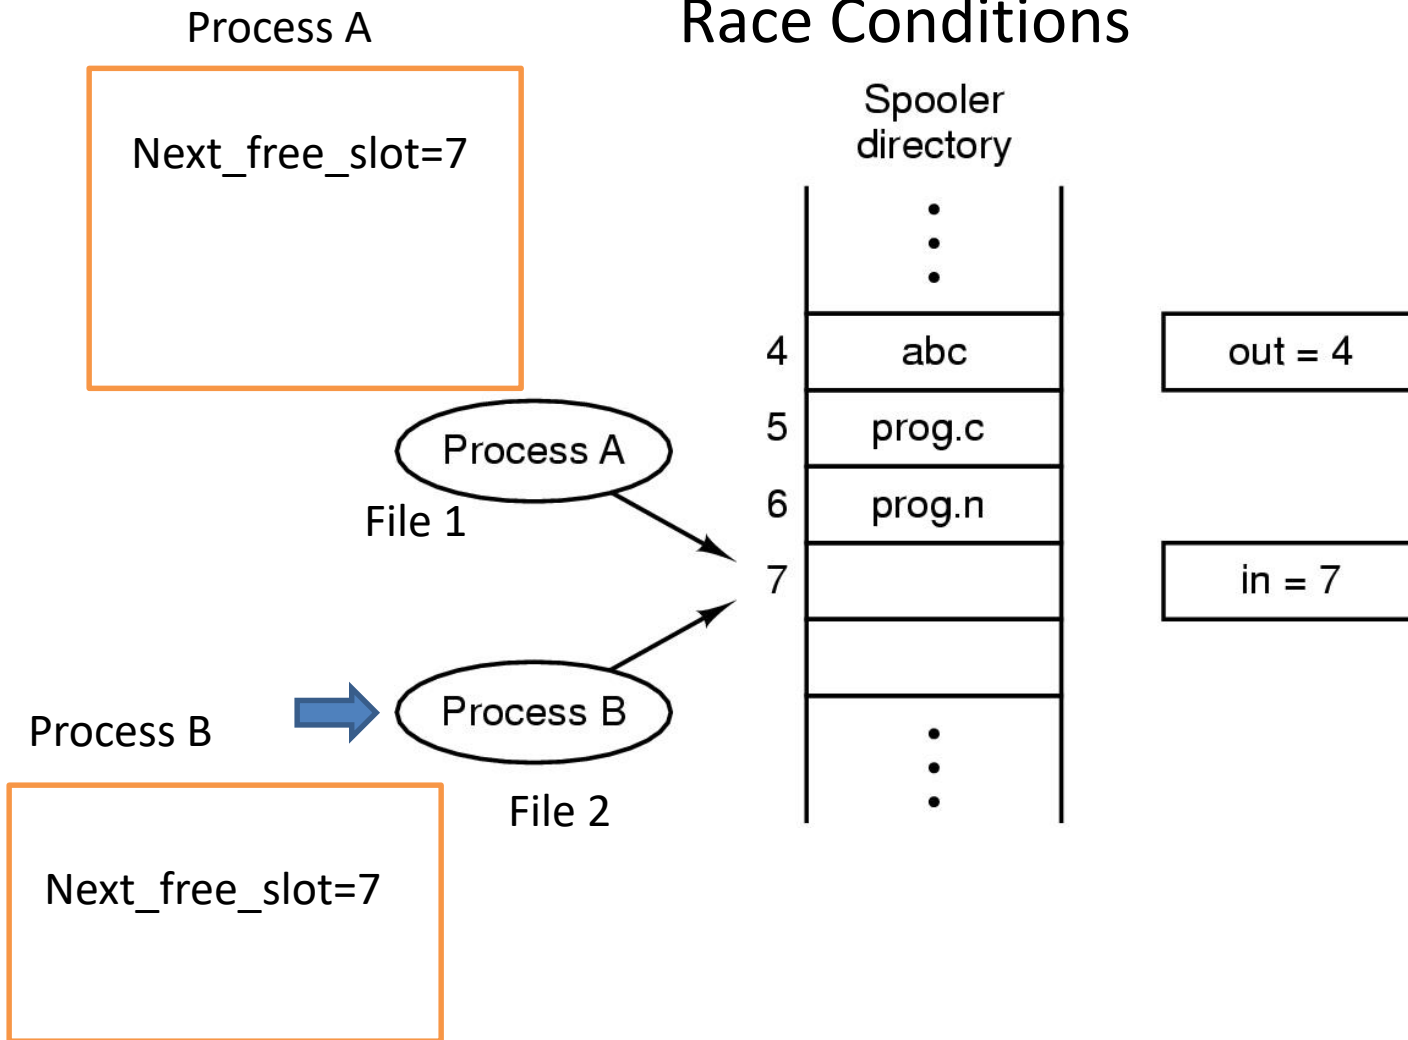 Race Conditions
Process A
Next_free_slot=7
Spooler
directory
4 abc
out = 4
5 prog.c
6 prog.n
7
in = 7
Process A
File 1
Process B
File 2
Process B
Next_free_slot=7